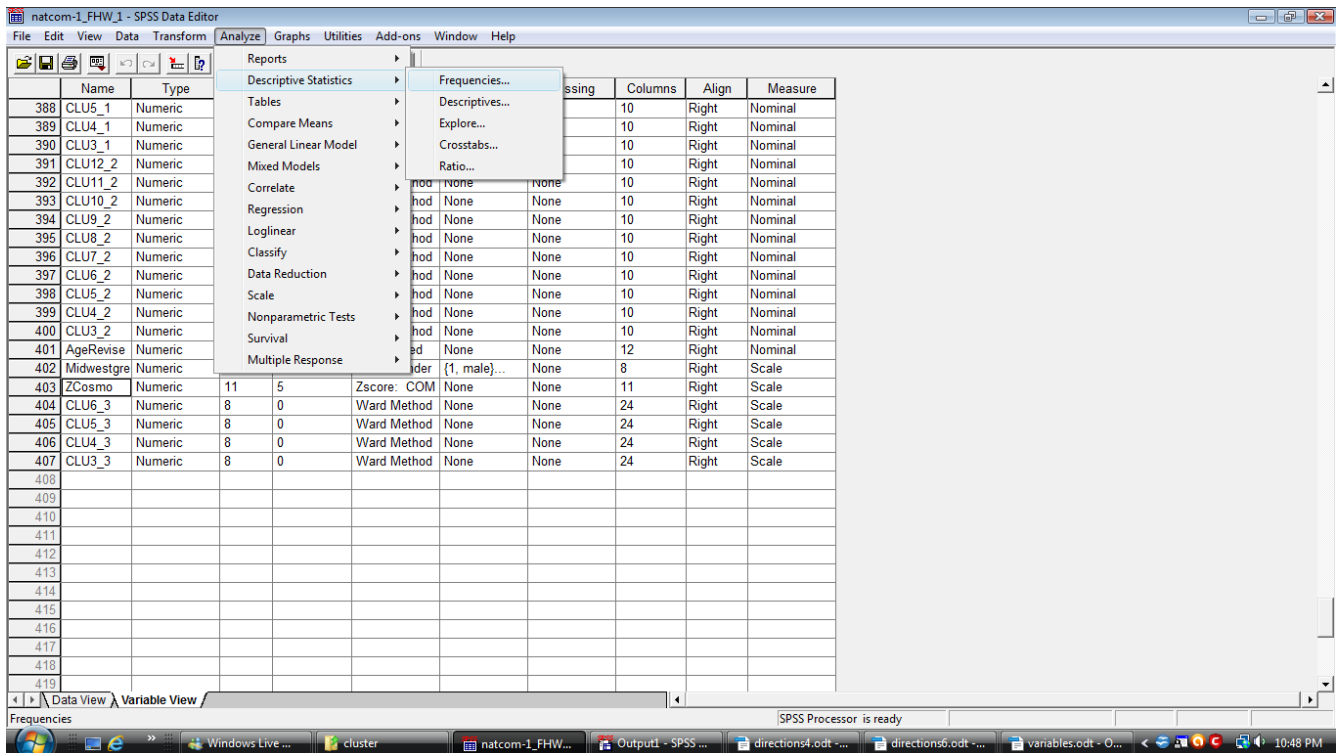 natcom-1_FHW_1 - SPSS Data Editor
File Edit View Data Transform Analyze Graphs Utilities Add-ons Window Help
Reports
Descriptive Statistics
Tables
Compare Means
General Linear Model
Mixed Models
Correlate
Regression
Loglinear
Classify
Data Reduction
Scale
Nonparametric Tests
Survival
Multiple Response
Frequencies...
Descriptives...
Explore...
Crosstabs...
Ratio...
Name Type ssing Columns Align Measure
388 CLU5_1 Numeric 10 Right Nominal
389 CLU4_1 Numeric 10 Right Nominal
390 CLU3_1 Numeric 10 Right Nominal
391 CLU12_2 Numeric 10 Right Nominal
392 CLU11_2 Numeric hod None None 10 Right Nominal
393 CLU10_2 Numeric hod None None 10 Right Nominal
394 CLU9_2 Numeric hod None None 10 Right Nominal
395 CLU8_2 Numeric hod None None 10 Right Nominal
396 CLU7_2 Numeric hod None None 10 Right Nominal
397 CLU6_2 Numeric hod None None 10 Right Nominal
398 CLU5_2 Numeric hod None None 10 Right Nominal
399 CLU4_2 Numeric hod None None 10 Right Nominal
400 CLU3_2 Numeric hod None None 10 Right Nominal
401 AgeRevise Numeric ed None None 12 Right Nominal
402 Midwestgre Numeric nder {1, male}... None 8 Right Scale
403 ZCosmo Numeric 11 5 Zscore: COM None None 11 Right Scale
404 CLU6_3 Numeric 8 0 Ward Method None None 24 Right Scale
405 CLU5_3 Numeric 8 0 Ward Method None None 24 Right Scale
406 CLU4_3 Numeric 8 0 Ward Method None None 24 Right Scale
407 CLU3_3 Numeric 8 0 Ward Method None None 24 Right Scale
408
409
410
411
412
413
414
415
416
417
418
419
Data View Variable View
Frequencies SPSS Processor is ready
Windows Live ... cluster natcom-1_FHW... Output1 - SPSS ... directions4.odt -... directions6.odt -... variables.odt - O... 10:48 PM